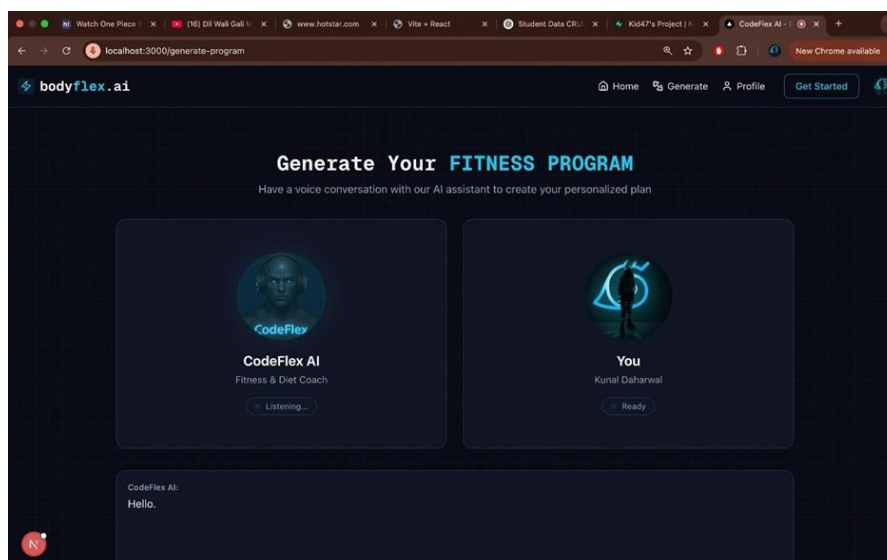 Watch One Piece
(16) Dil Wali Gali M
www.hotstar.com
Vite + React
Student Data CRU
Kid47's Project |
CodeFlex AI -
localhost:3000/generate-program
New Chrome available
bodyflex.ai
Home
Generate
Profile
Get Started
Generate Your FITNESS PROGRAM
Have a voice conversation with our AI assistant to create your personalized plan
CodeFlex
CodeFlex AI
Fitness & Diet Coach
Listening...
You
Kunal Daharwal
Ready
CodeFlex AI:
Hello.
N